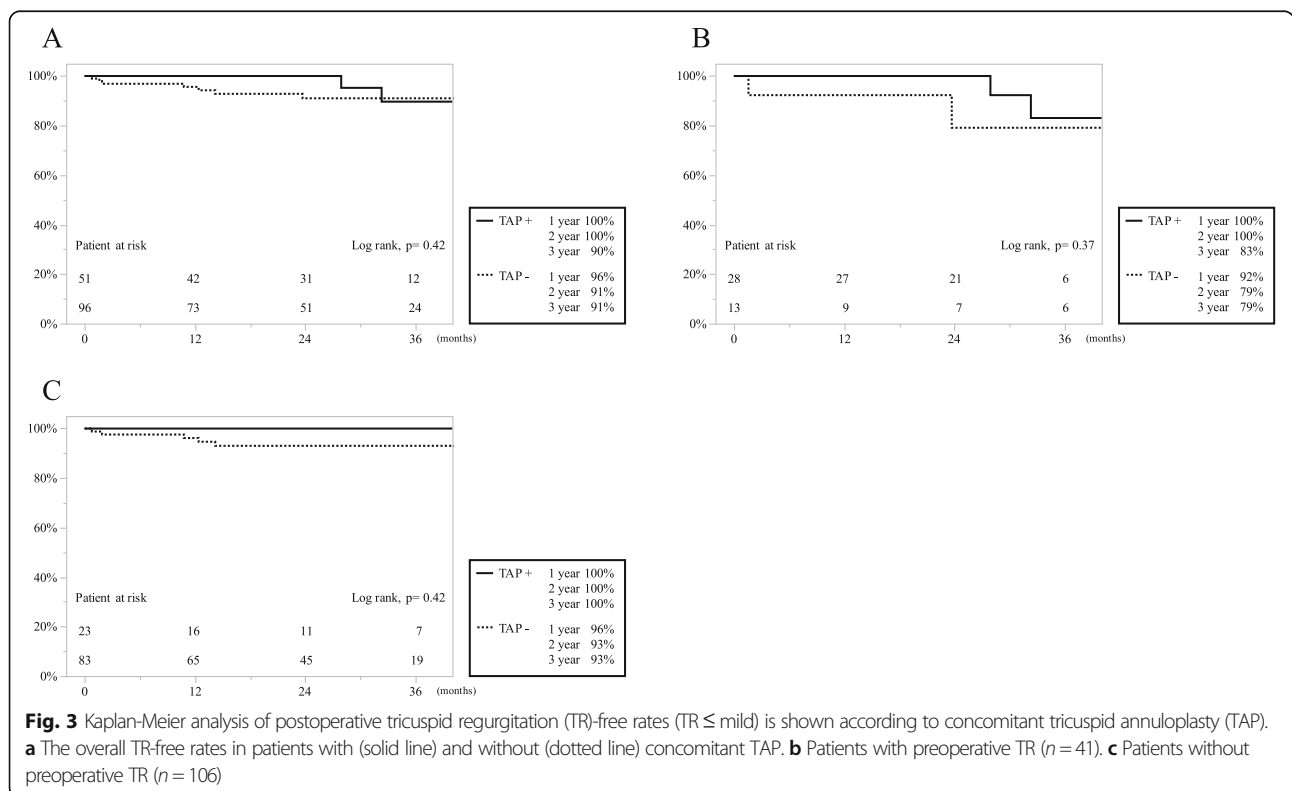 A
100%
80%
60%
40%
20%
0%
Patient at risk
Log rank, p= 0.42
51 42 31 12
96 73 51 24
0 12 24 36 (months)
TAP + 1 year 100%
2 year 100%
3 year 90%
TAP - 1 year 96%
2 year 91%
3 year 91%
B
100%
80%
60%
40%
20%
0%
Patient at risk
Log rank, p= 0.37
28 27 21 6
13 9 7 6
0 12 24 36 (months)
TAP + 1 year 100%
2 year 100%
3 year 83%
TAP - 1 year 92%
2 year 79%
3 year 79%
C
100%
80%
60%
40%
20%
0%
Patient at risk
Log rank, p= 0.42
23 16 11 7
83 65 45 19
0 12 24 36 (months)
TAP + 1 year 100%
2 year 100%
3 year 100%
TAP - 1 year 96%
2 year 93%
3 year 93%
Fig. 3 Kaplan-Meier analysis of postoperative tricuspid regurgitation (TR)-free rates (TR ≤ mild) is shown according to concomitant tricuspid annuloplasty (TAP).
a The overall TR-free rates in patients with (solid line) and without (dotted line) concomitant TAP. b Patients with preoperative TR (n = 41). c Patients without
preoperative TR (n = 106)